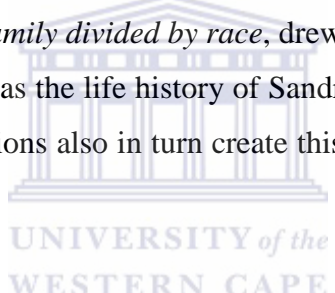 amily divided by race, drew
as the life history of Sandr
ions also in turn create this
UNIVERSITY of the
WESTERN CAPE